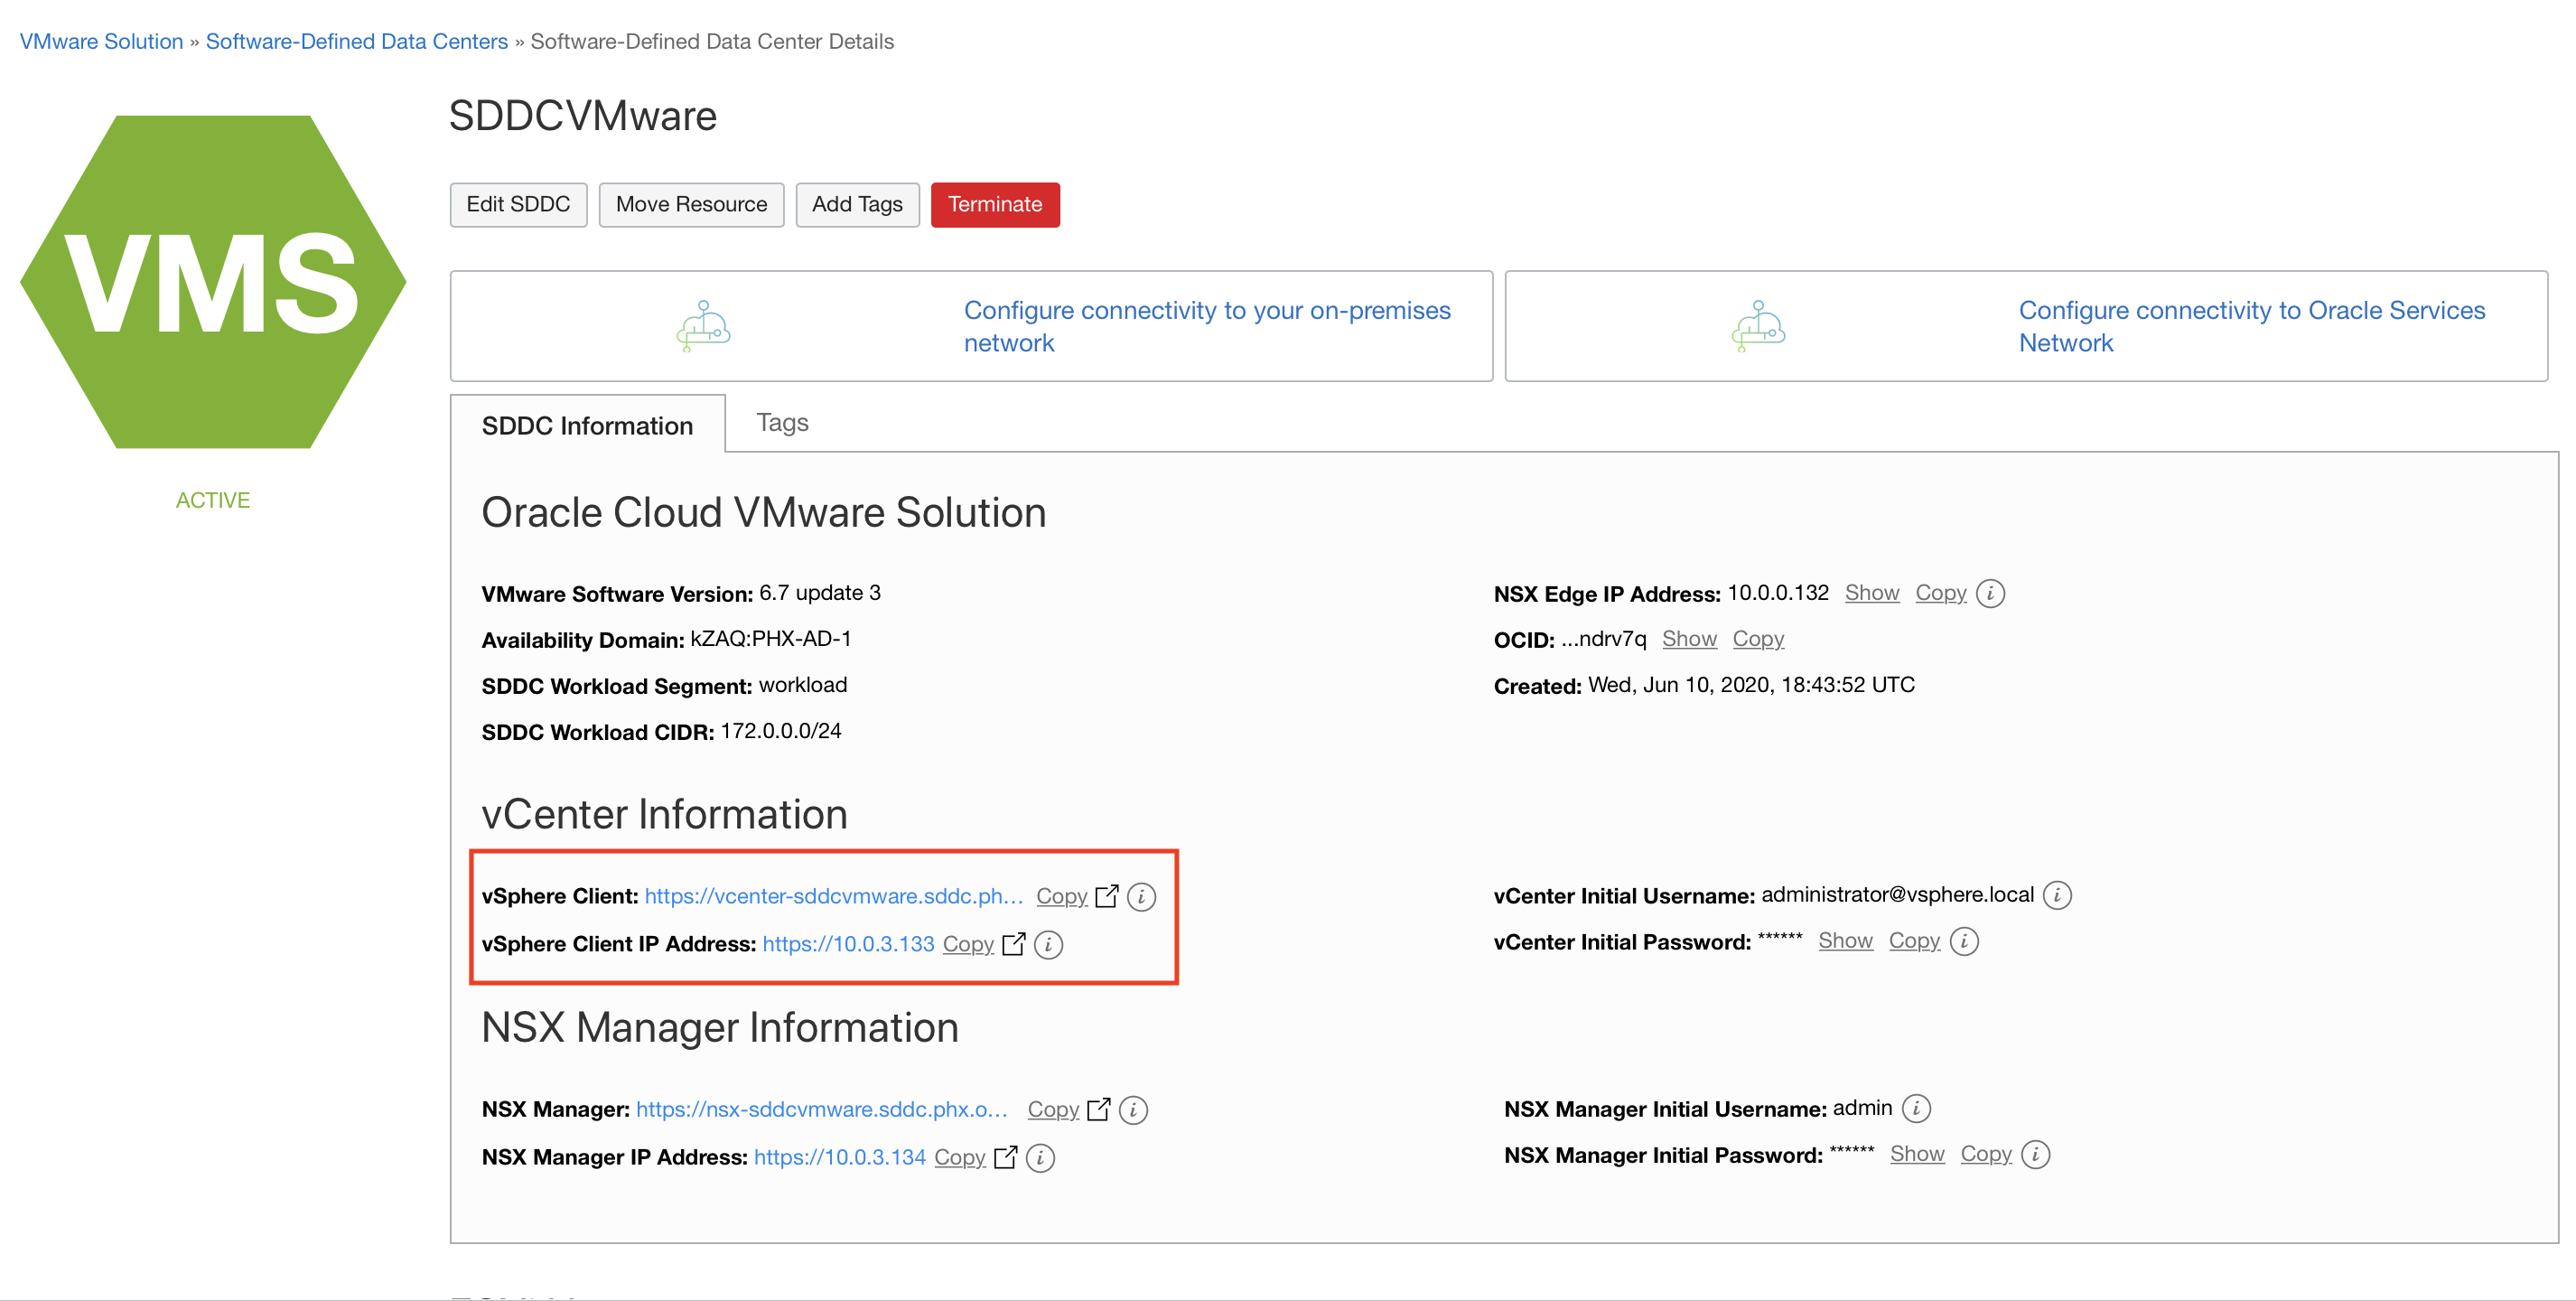 VMware Solution » Software-Defined Data Centers » Software-Defined Data Center Details
SDDCVMware
Edit SDDC Move Resource Add Tags Terminate
VMS
ACTIVE
Configure connectivity to your on-premises
network
Configure connectivity to Oracle Services
Network
SDDC Information Tags
Oracle Cloud VMware Solution
VMware Software Version: 6.7 update 3
Availability Domain: kZAQ:PHX-AD-1
SDDC Workload Segment: workload
SDDC Workload CIDR: 172.0.0.0/24
NSX Edge IP Address: 10.0.0.132 Show Copy i
OCID: ...ndrv7q Show Copy
Created: Wed, Jun 10, 2020, 18:43:52 UTC
vCenter Information
vSphere Client: https://vcenter-sddcvmware.sddc.ph... Copy i
vSphere Client IP Address: https://10.0.3.133 Copy i
vCenter Initial Username: administrator@vsphere.local i
vCenter Initial Password: ****** Show Copy i
NSX Manager Information
NSX Manager: https://nsx-sddcvmware.sddc.phx.o... Copy i
NSX Manager IP Address: https://10.0.3.134 Copy i
NSX Manager Initial Username: admin i
NSX Manager Initial Password: ****** Show Copy i